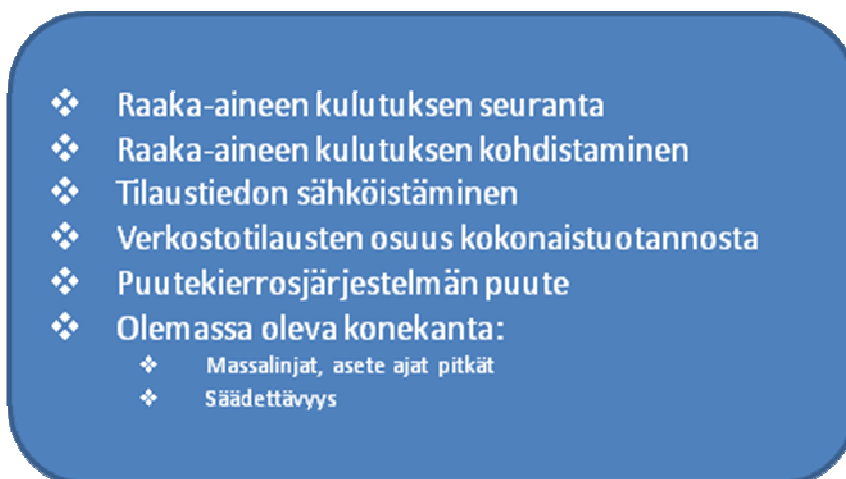 Raaka-aineen kulutuksen seuranta
Raaka-aineen kulutuksen kohdistaminen
Tilaustiedon sähköistäminen
Verkostotilausten osuus kokonaistuotannosta
Puutekierrosjärjestelmän puute
Olemassa oleva konekanta:
Massalinjat, asete ajat pitkät
Säädettävyys